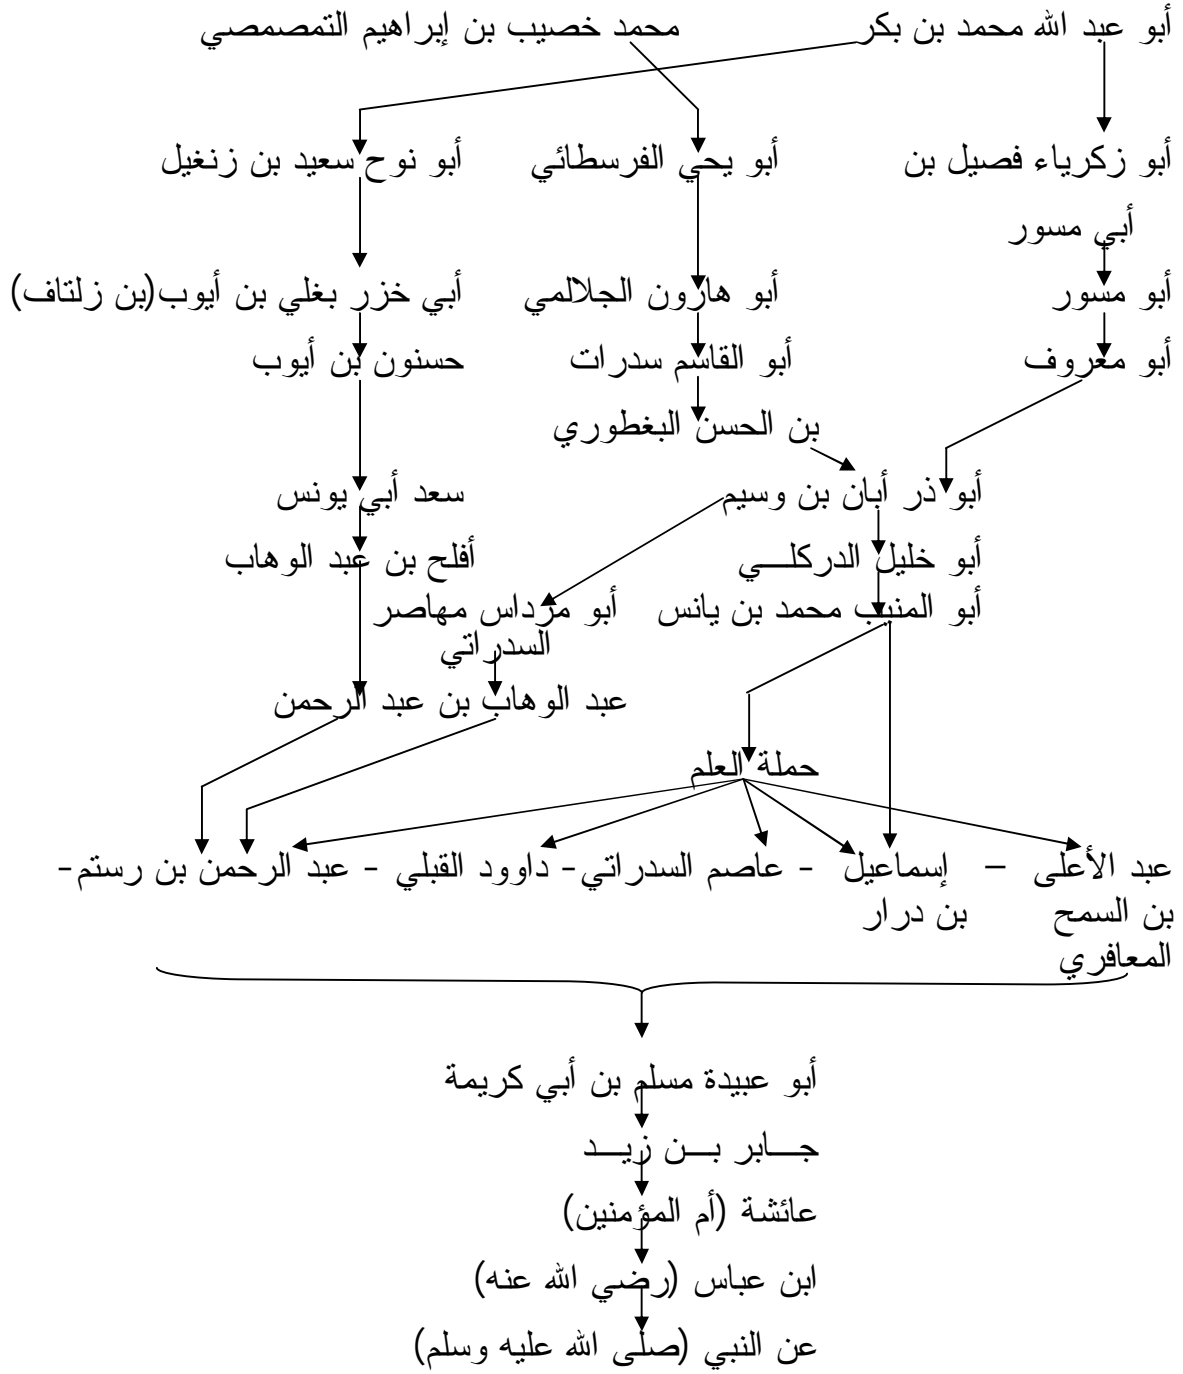 أبو عبد الله محمد بن بكر محمد خصيب بن إبراهيم التمصمصي
أبو زكرياء فصيل بن أبو يحي الفرسطائي أبو نوح سعيد بن زنغيل
أبي مسور
أبو مسور أبو هارون الجلالمي أبي خزر بغلي بن أيوب(بن زلتاف)
أبو معروف أبو القاسم سدرات حسنون بن أيوب
بن الحسن البغطوري
أبو ذر أبان بن وسيم سعد أبي يونس
أبو خليل الدركلـــي أفلح بن عبد الوهاب
أبو المنيب محمد بن يانس أبو مرداس مهاصر
السدراتي
عبد الوهاب بن عبد الرحمن
حملة العلم
عبد الأعلى – إسماعيل - عاصم السدراتي- داوود القبلي - عبد الرحمن بن رستم-
بن السمح بن درار
المعافري
أبو عبيدة مسلم بن أبي كريمة
جـــابر بـــن زيـــد
عائشة (أم المؤمنين)
ابن عباس (رضي الله عنه)
عن النبي (صلى الله عليه وسلم)